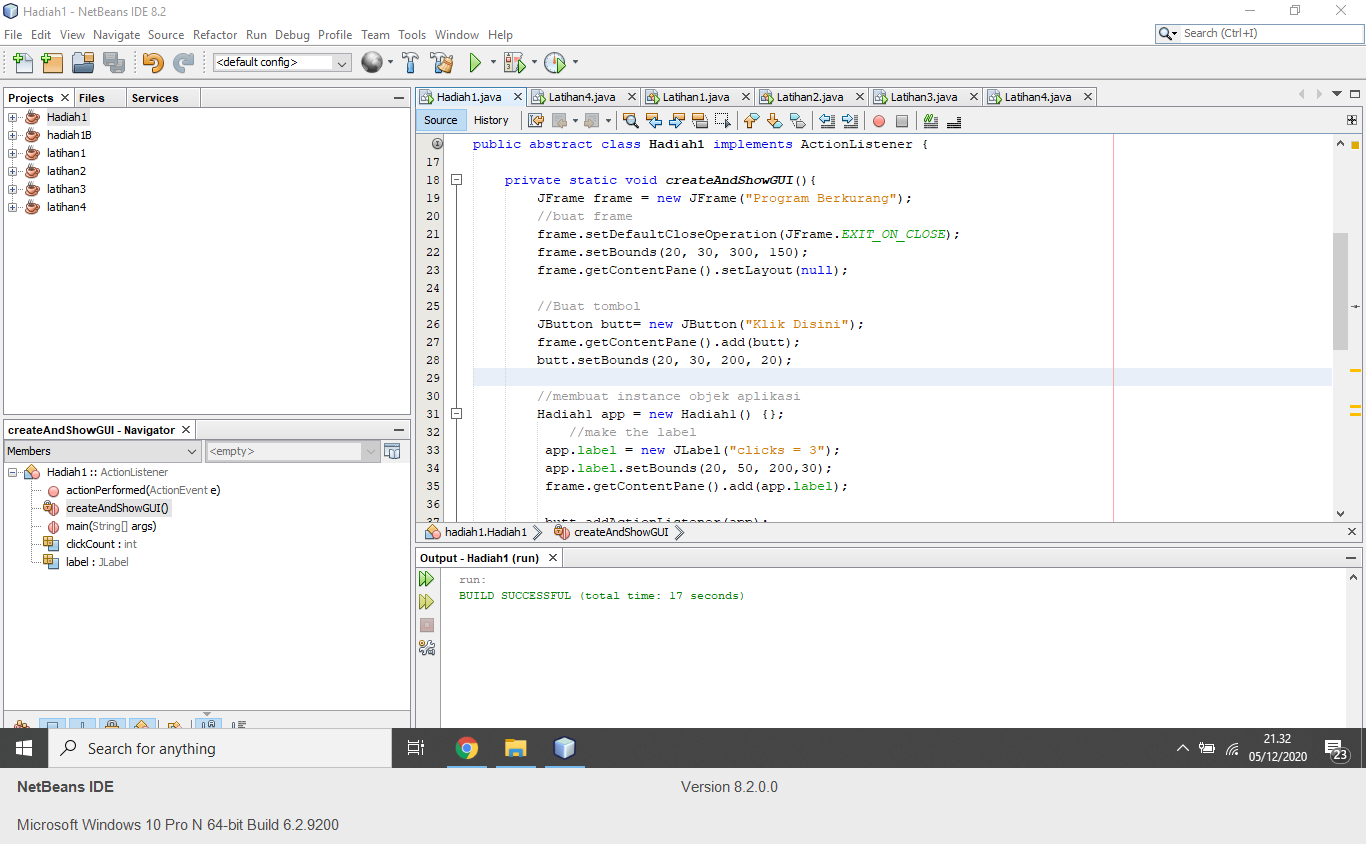 Hadiah1 - NetBeans IDE 8.2
File Edit View Navigate Source Refactor Run Debug Profile Team Tools Window Help
Search (Ctrl+I)
<default config>
Projects Files Services
Hadiah1
hadiah1B
latihan1
latihan2
latihan3
latihan4
createAndShowGUI - Navigator
Members <empty>
Hadiah1 :: ActionListener
actionPerformed(ActionEvent e)
createAndShowGUI()
main(String[] args)
clickCount : int
label : JLabel
Hadiah1.java Latihan4.java Latihan1.java Latihan2.java Latihan3.java Latihan4.java
Source History
public abstract class Hadiah1 implements ActionListener {
17
18 private static void createAndShowGUI(){
19 JFrame frame = new JFrame("Program Berkurang");
20 //buat frame
21 frame.setDefaultCloseOperation(JFrame.EXIT_ON_CLOSE);
22 frame.setBounds(20, 30, 300, 150);
23 frame.getContentPane().setLayout(null);
24
25 //Buat tombol
26 JButton butt= new JButton("Klik Disini");
27 frame.getContentPane().add(butt);
28 butt.setBounds(20, 30, 200, 20);
29
30 //membuat instance objek aplikasi
31 Hadiah1 app = new Hadiah1() {};
32 //make the label
33 app.label = new JLabel("clicks = 3");
34 app.label.setBounds(20, 50, 200,30);
35 frame.getContentPane().add(app.label);
36
37 butt.addActionListener(app);
hadiah1.Hadiah1 createAndShowGUI
Output - Hadiah1 (run)
run:
BUILD SUCCESSFUL (total time: 17 seconds)
Search for anything
21.32
05/12/2020
23
NetBeans IDE Version 8.2.0.0
Microsoft Windows 10 Pro N 64-bit Build 6.2.9200